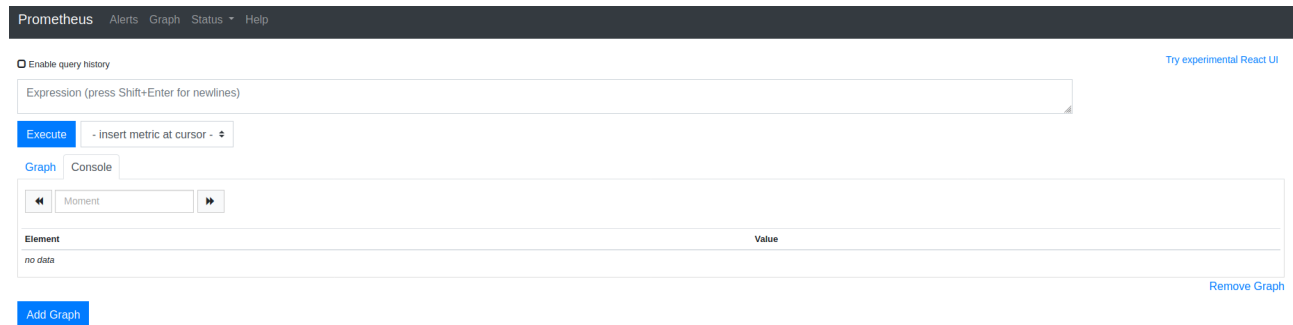 Prometheus Alerts Graph Status Help
Enable query history
Try experimental React UI
Expression (press Shift+Enter for newlines)
Execute - insert metric at cursor -
Graph Console
Moment
Element Value
no data
Remove Graph
Add Graph